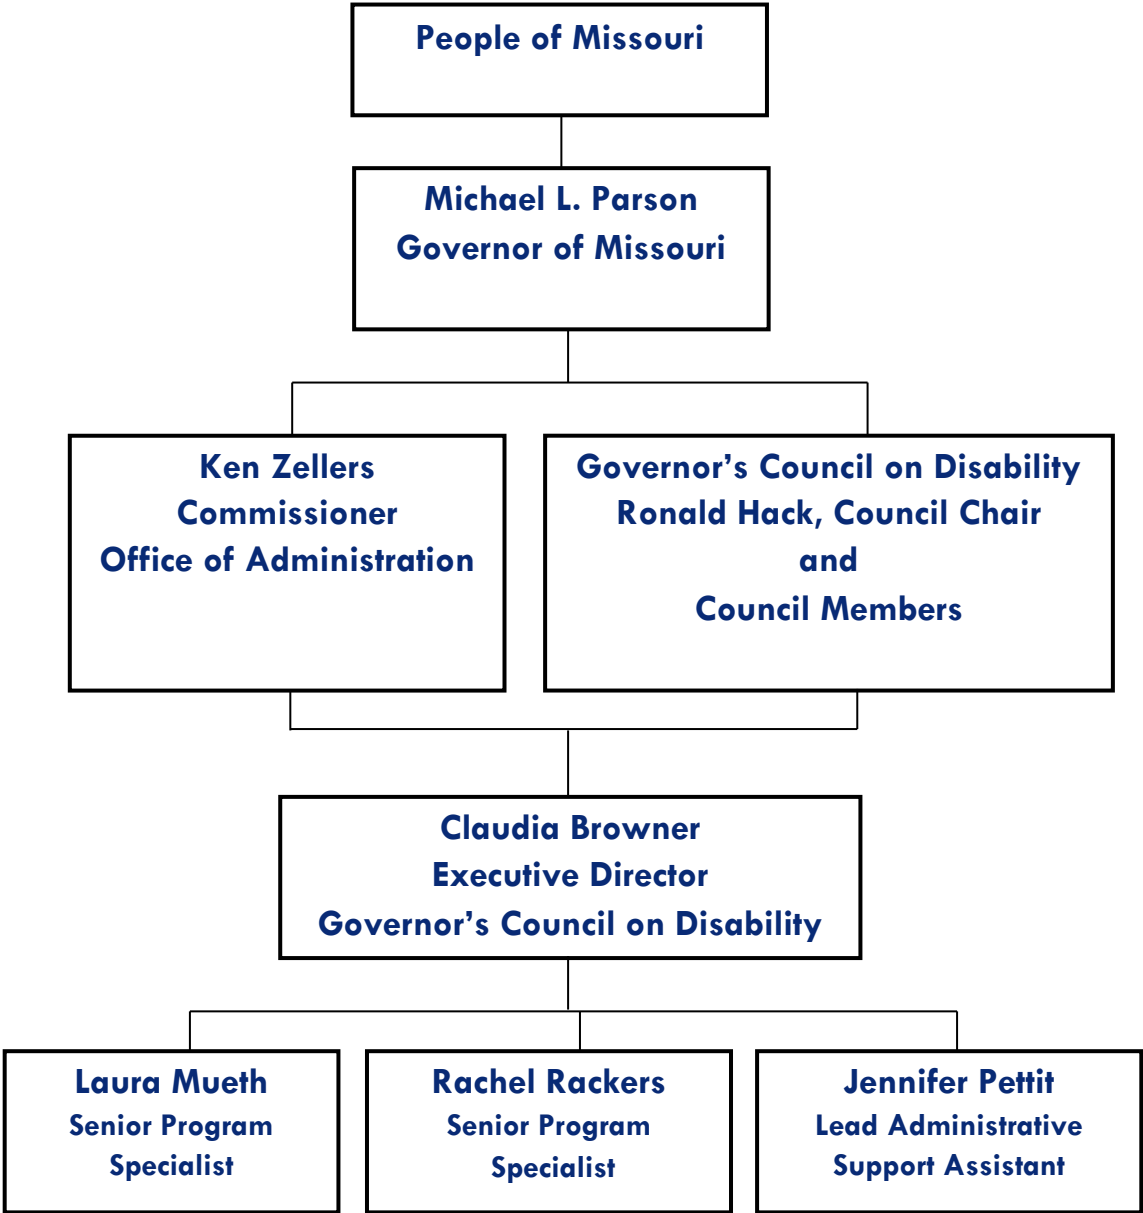 People of Missouri
Michael L. Parson
Governor of Missouri
Ken Zellers
Commissioner
Office of Administration
Governor’s Council on Disability
Ronald Hack, Council Chair
and
Council Members
Claudia Browner
Executive Director
Governor’s Council on Disability
Laura Mueth
Senior Program
Specialist
Rachel Rackers
Senior Program
Specialist
Jennifer Pettit
Lead Administrative
Support Assistant